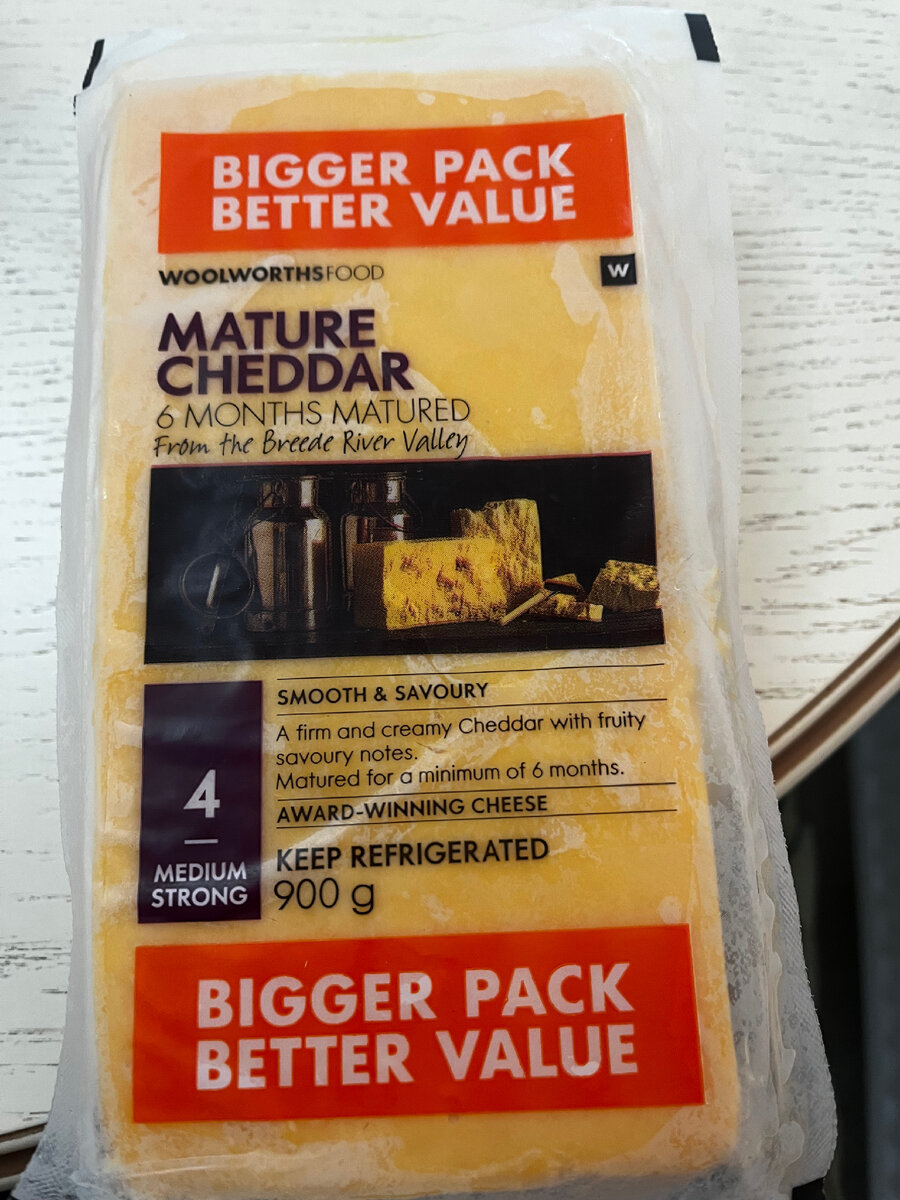 BIGGER PACK
BETTER VALUE
WOOLWORTHSFOOD
W
MATURE
CHEDDAR
6 MONTHS MATURED
From the Breede River Valley
SMOOTH & SAVOURY
A firm and creamy Cheddar with fruity
savoury notes.
Matured for a minimum of 6 months.
AWARD-WINNING CHEESE
4
MEDIUM
STRONG
KEEP REFRIGERATED
900 g
BIGGER PACK
BETTER VALUE